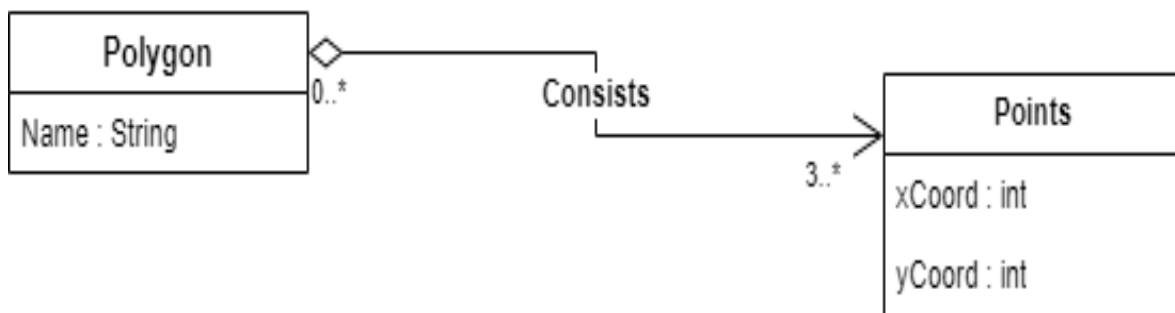 Polygon
Name : String
0..*
Consists
3..*
Points
xCoord : int
yCoord : int